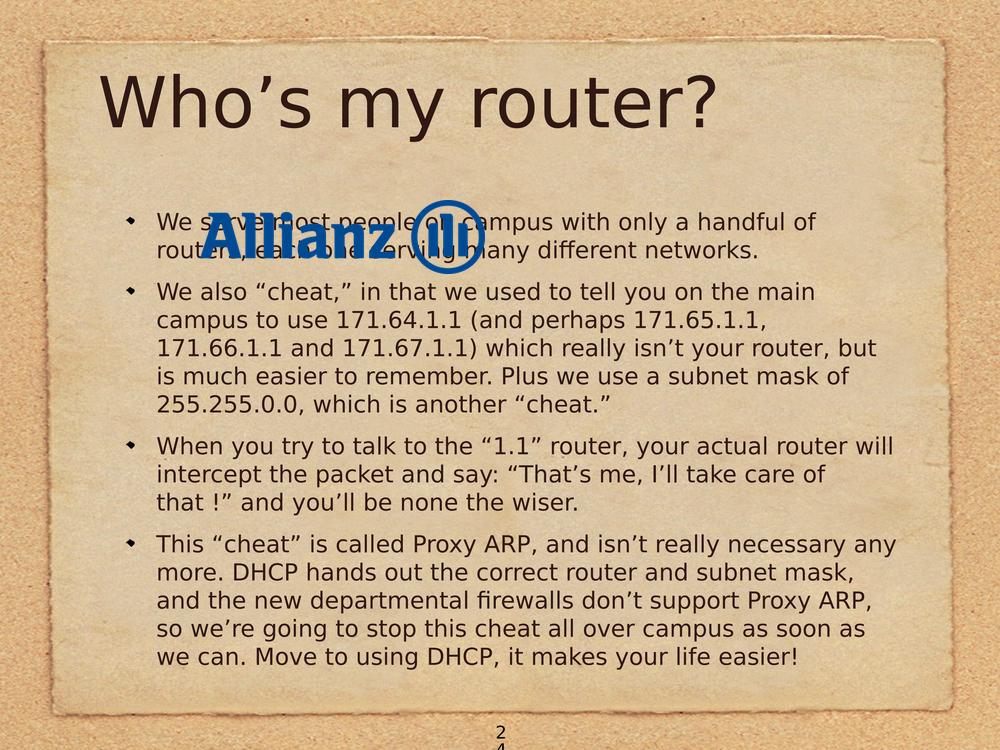 Who’s my router?
We serve most people on campus with only a handful of
routers, each one serving many different networks.
Allianz
We also “cheat,” in that we used to tell you on the main
campus to use 171.64.1.1 (and perhaps 171.65.1.1,
171.66.1.1 and 171.67.1.1) which really isn’t your router, but
is much easier to remember. Plus we use a subnet mask of
255.255.0.0, which is another “cheat.”
When you try to talk to the “1.1” router, your actual router will
intercept the packet and say: “That’s me, I’ll take care of
that !” and you’ll be none the wiser.
This “cheat” is called Proxy ARP, and isn’t really necessary any
more. DHCP hands out the correct router and subnet mask,
and the new departmental firewalls don’t support Proxy ARP,
so we’re going to stop this cheat all over campus as soon as
we can. Move to using DHCP, it makes your life easier!
2
4